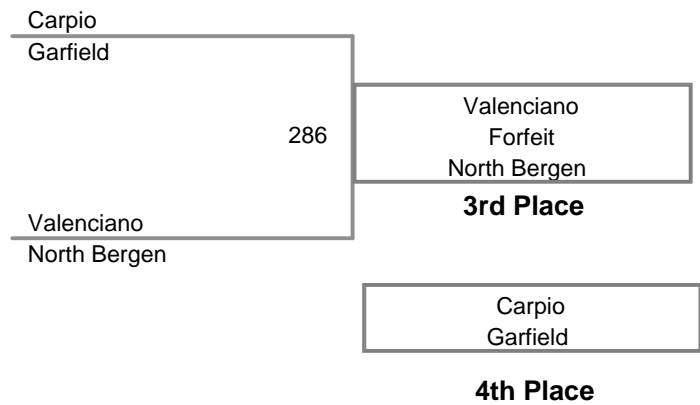 Carpio
Garfield
286
Valenciano
Forfeit
North Bergen
3rd Place
Valenciano
North Bergen
Carpio
Garfield
4th Place